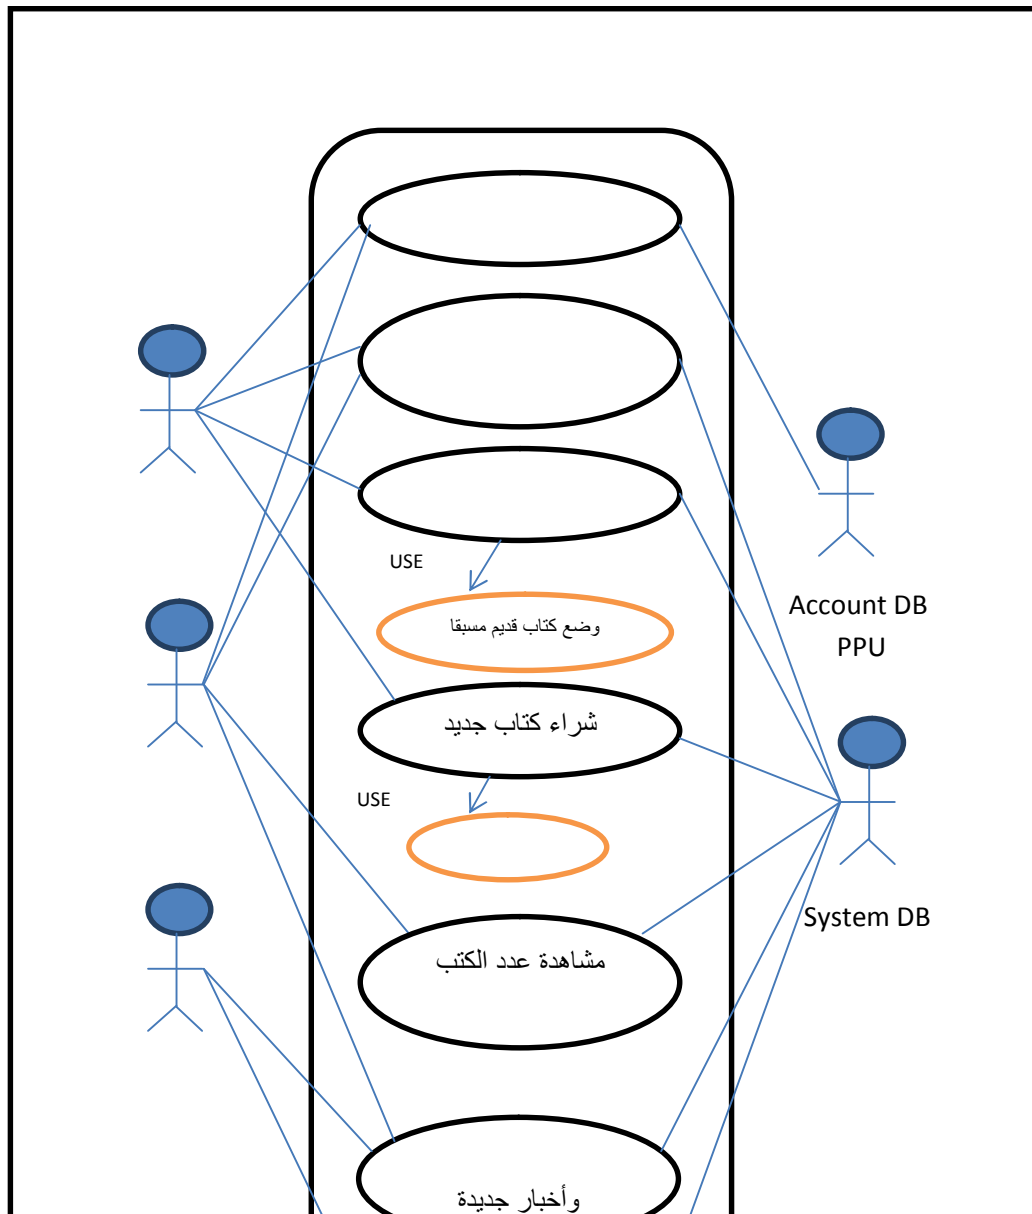 USE
وضع كتاب قديم مسبقا
Account DB
PPU
شراء كتاب جديد
USE
System DB
مشاهدة عدد الكتب
وأخبار جديدة